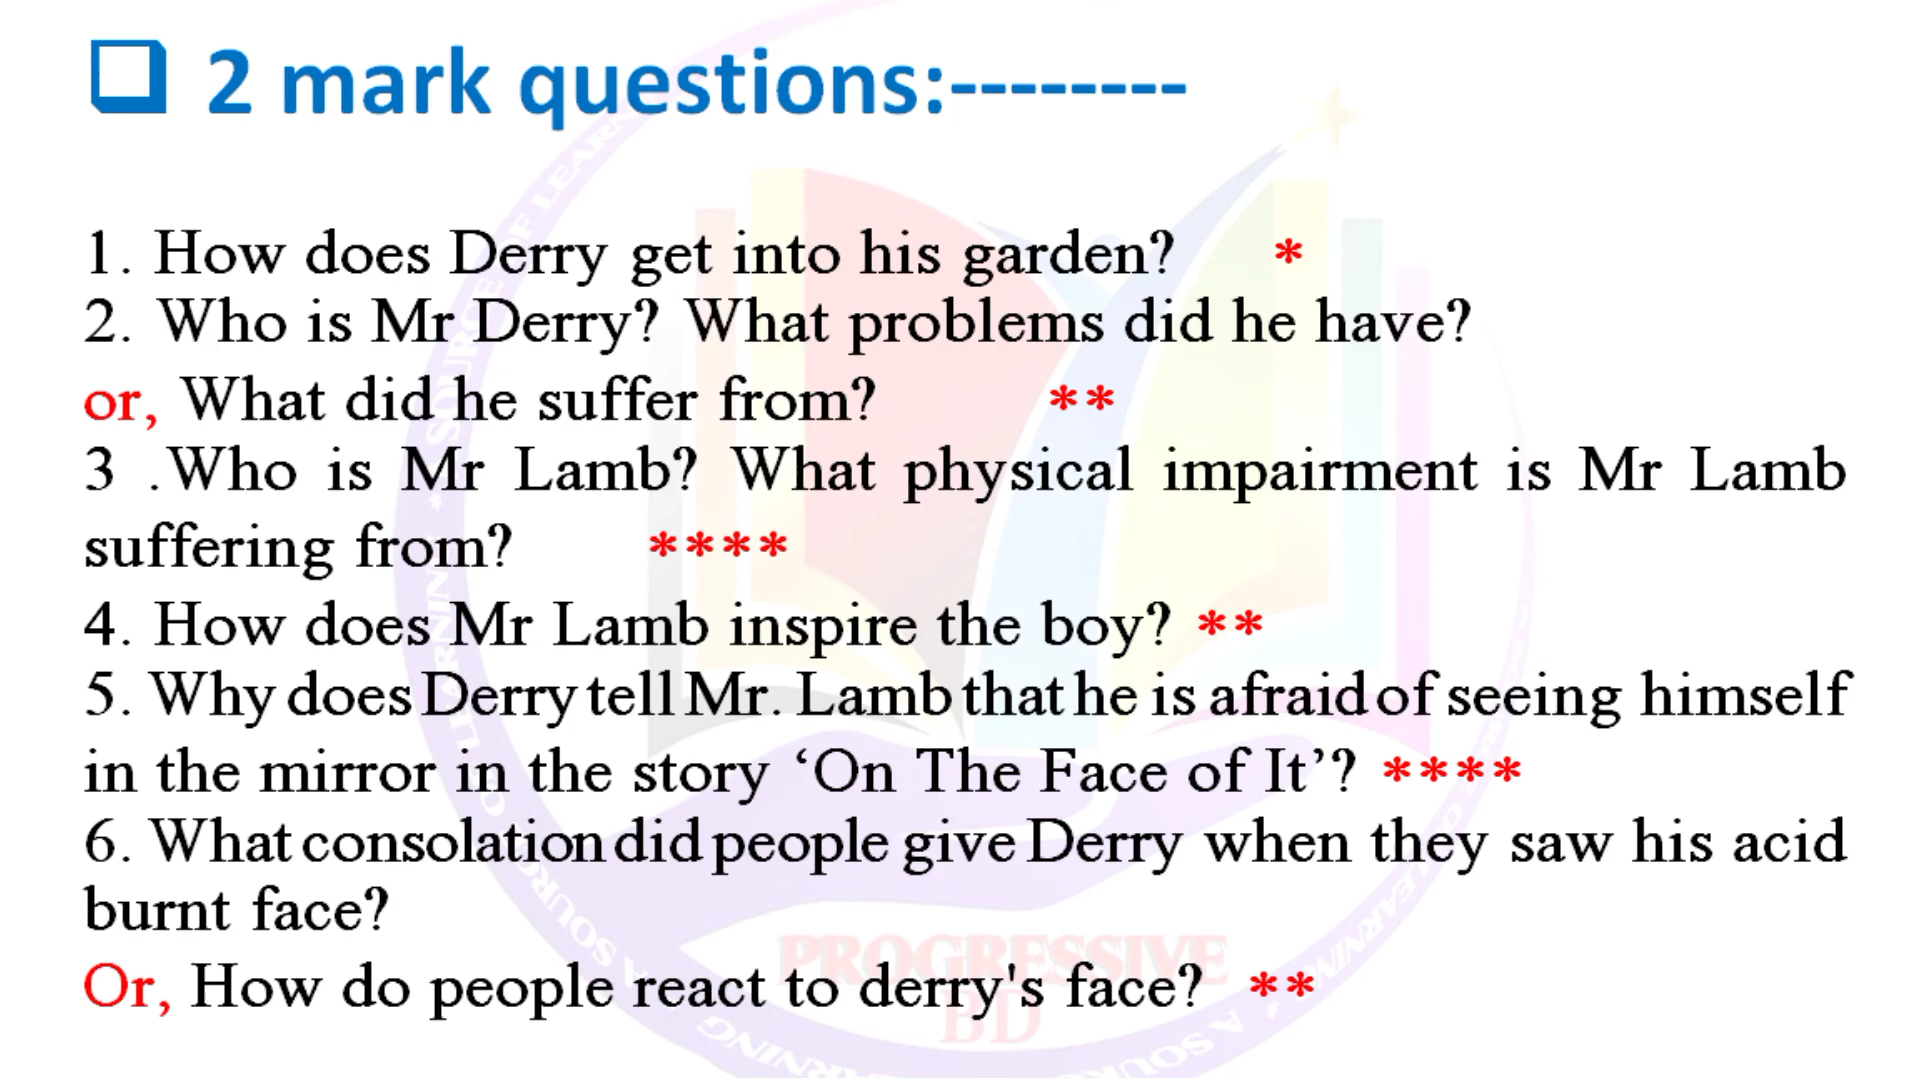 ❑ 2 mark questions:--------
1. How does Derry get into his garden? *
2. Who is Mr Derry? What problems did he have?
or, What did he suffer from? **
3 .Who is Mr Lamb? What physical impairment is Mr Lamb
suffering from? ****
4. How does Mr Lamb inspire the boy? **
5. Why does Derry tell Mr. Lamb that he is afraid of seeing himself
in the mirror in the story ‘On The Face of It’? ****
6. What consolation did people give Derry when they saw his acid
burnt face?
Or, How do people react to derry's face? **
PROGRESSIVE
BD